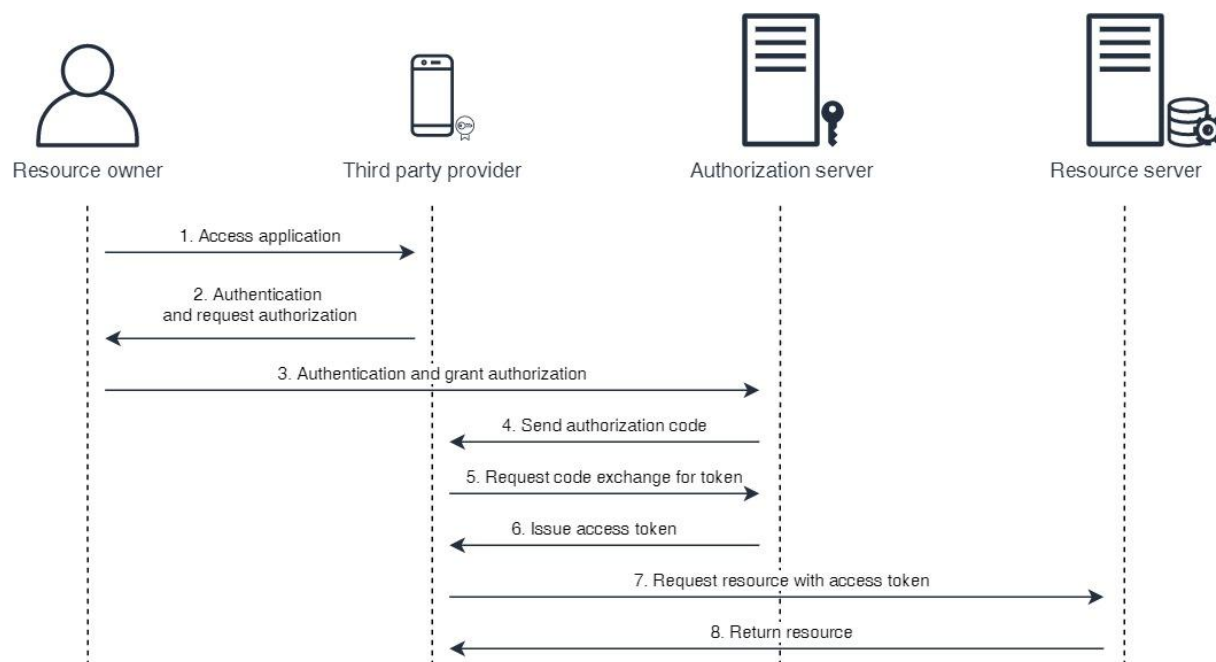 Resource owner
Third party provider
Authorization server
Resource server
1. Access application
2. Authentication
and request authorization
3. Authentication and grant authorization
4. Send authorization code
5. Request code exchange for token
6. Issue access token
7. Request resource with access token
8. Return resource